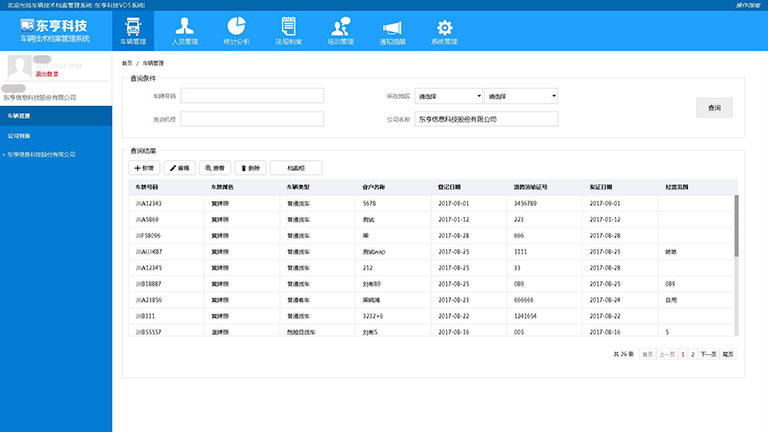 欢迎光临车辆技术档案管理系统-东亨科技VDS系统!
操作指南
东亨科技
车辆技术档案管理系统
车辆管理 人员管理 统计分析 法规制度 培训管理 通知提醒 系统管理
退出登录
东亨信息科技股份有限公司
车辆管理
公司列表
东亨信息科技股份有限公司
首页 / 车辆管理
查询条件
车牌号码 所在地区 请选择 请选择
查询
发动机号 公司名称 东亨信息科技股份有限公司
查询结果
新增 编辑 查看 删除 档案柜
车牌号码 车牌颜色 车辆类型 业户名称 登记日期 道路运输证号 发证日期 经营范围
川A12343 黄牌照 普通货车 5678 2017-09-01 3456789 2017-09-01
川A5869 黄牌照 普通货车 测试 2017-01-12 223 2017-01-12
川F58096 黄牌照 普通货车 2017-08-28 666 2017-08-28
川AUJK87 黄牌照 普通货车 测试wap 2017-08-25 1111 2017-08-25
川A12345 黄牌照 普通货车 212 2017-08-25 33 2017-08-28
川B18887 黄牌照 普通货车 刘彬89 2017-08-25 089 2017-08-25 089
川A23856 黄牌照 普通客车 2017-08-23 666666 2017-08-24 自用
川B111 黄牌照 普通货车 3232+6 2017-08-22 1241654 2017-08-22
川B55557 蓝牌照 危险品货车 刘彬5 2017-08-16 005 2017-08-16 5
共 26 条 首页 上一页 1 2 下一页 尾页